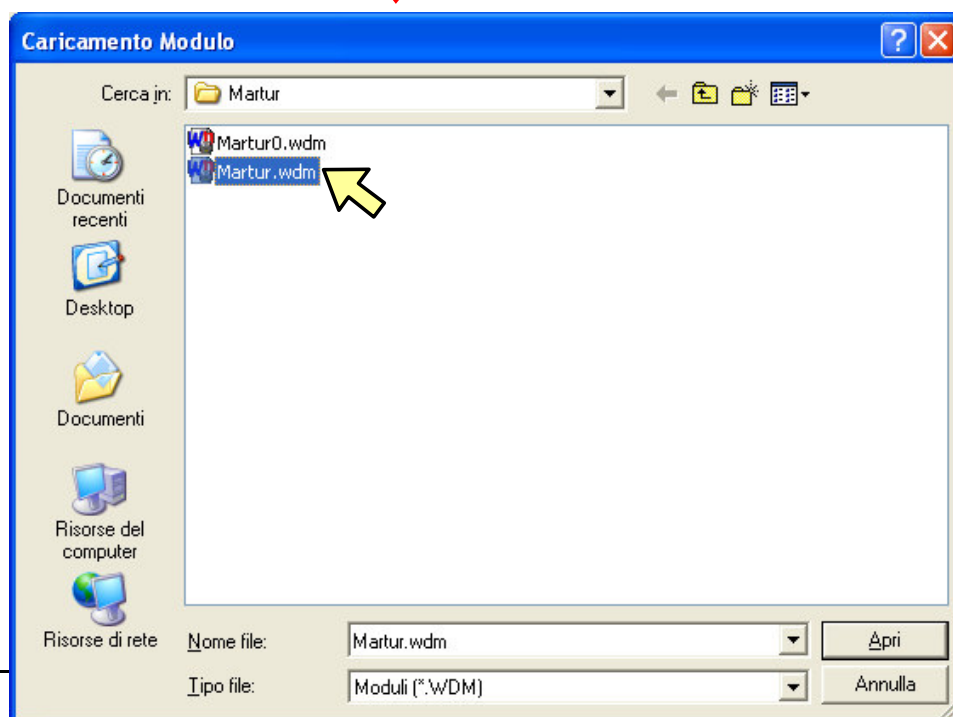 Caricamento Modulo
Cerca in:
Martur
Martur0.wdm
Martur.wdm
Documenti
recenti
Desktop
Documenti
Risorse del
computer
Risorse di rete
Nome file:
Martur.wdm
Apri
Tipo file:
Moduli (*.WDM)
Annulla